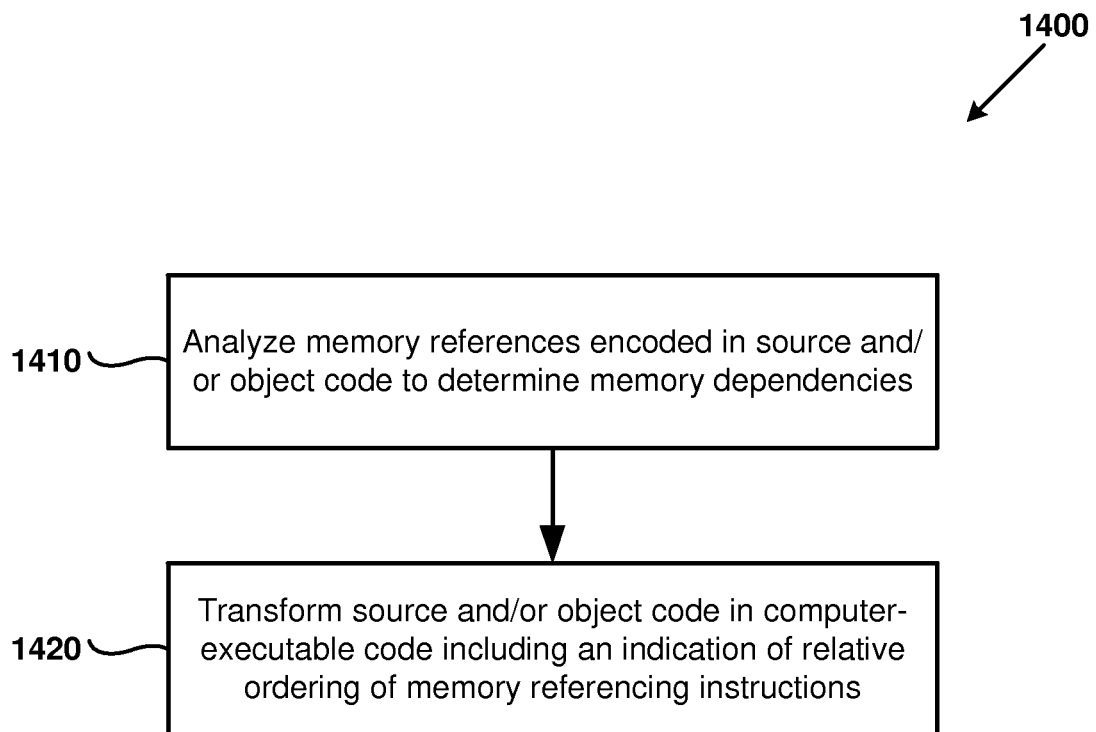 1400
1410
Analyze memory references encoded in source and/
or object code to determine memory dependencies
1420
Transform source and/or object code in computer-
executable code including an indication of relative
ordering of memory referencing instructions